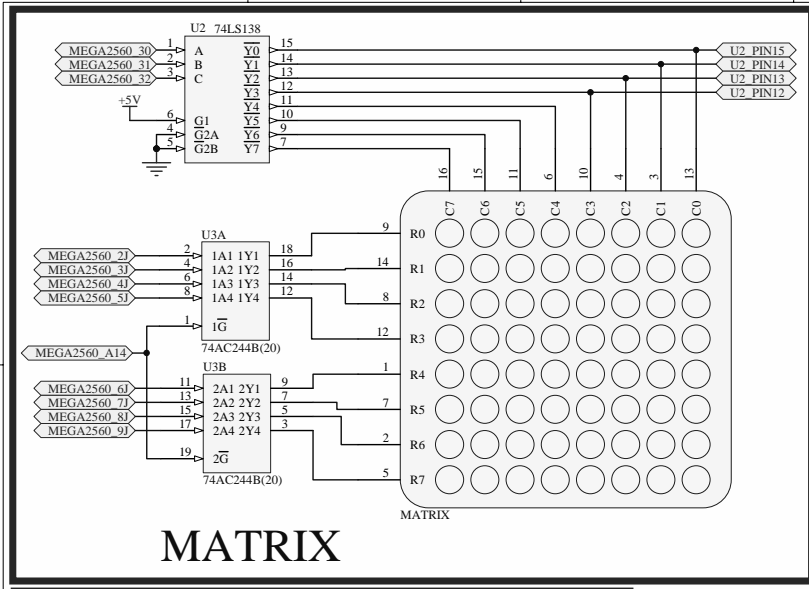 U2 74LS138
MEGA2560_30 1 A Y0 15 U2_PIN15
MEGA2560_31 2 B Y1 14 U2_PIN14
MEGA2560_32 3 C Y2 13 U2_PIN13
Y3 12 U2_PIN12
+5V Y4 11
6 G1 Y5 10
4 G2A Y6 9
5 G2B Y7 7
16 15 11 6 10 4 3 13
C7 C6 C5 C4 C3 C2 C1 C0
U3A
MEGA2560_2J 2 1A1 1Y1 18
MEGA2560_3J 4 1A2 1Y2 16
MEGA2560_4J 6 1A3 1Y3 14
MEGA2560_5J 8 1A4 1Y4 12
1 1G
74AC244B(20)
MEGA2560_A14
U3B
MEGA2560_6J 11 2A1 2Y1 9
MEGA2560_7J 13 2A2 2Y2 7
MEGA2560_8J 15 2A3 2Y3 5
MEGA2560_9J 17 2A4 2Y4 3
19 2G
74AC244B(20)
9 R0
14 R1
8 R2
12 R3
1 R4
7 R5
2 R6
5 R7
MATRIX
MATRIX